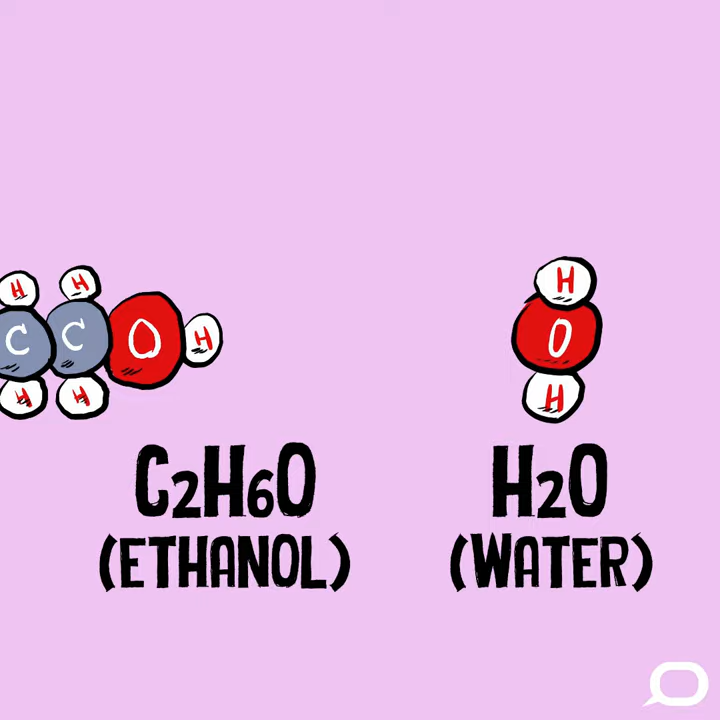 H H H
C C O H O
H H H
C2H6O H2O
(ETHANOL) (WATER)